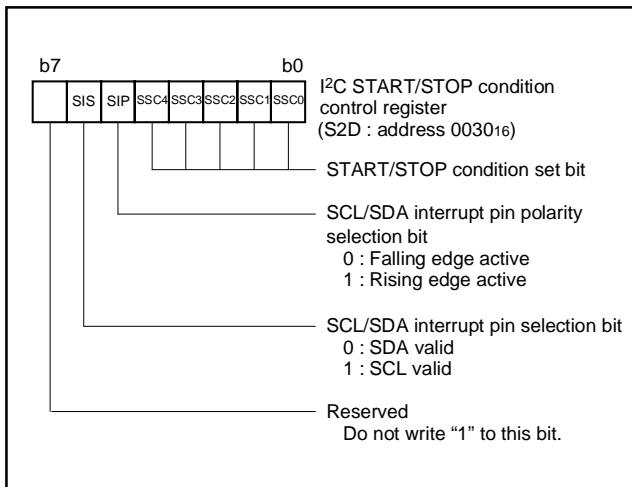 b7 b0
SIS SIP SSC4 SSC3 SSC2 SSC1 SSC0
I2C START/STOP condition
control register
(S2D : address 003016)
START/STOP condition set bit
SCL/SDA interrupt pin polarity
selection bit
0 : Falling edge active
1 : Rising edge active
SCL/SDA interrupt pin selection bit
0 : SDA valid
1 : SCL valid
Reserved
Do not write “1” to this bit.